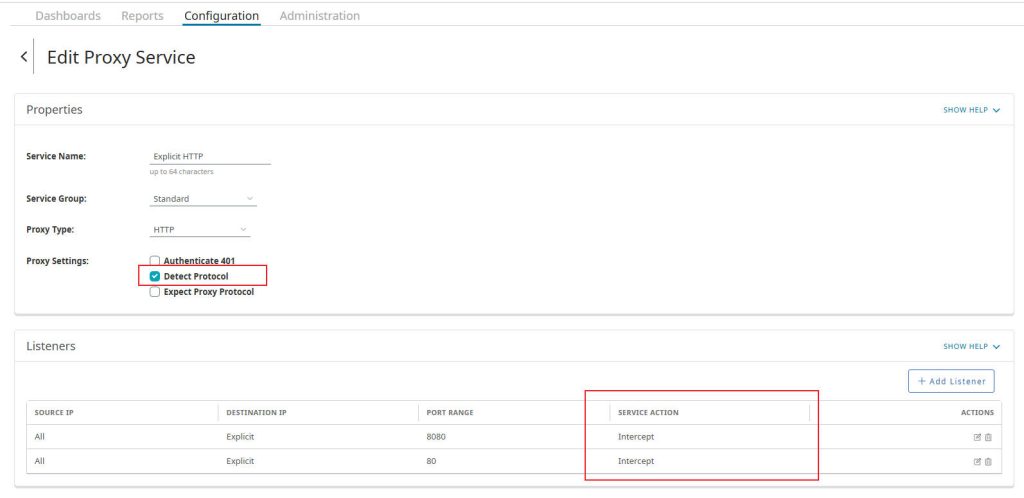 Dashboards Reports Configuration Administration
Edit Proxy Service
Properties SHOW HELP
Service Name: Explicit HTTP
up to 64 characters
Service Group: Standard
Proxy Type: HTTP
Proxy Settings: Authenticate 401
Detect Protocol
Expect Proxy Protocol
Listeners SHOW HELP
+ Add Listener
SOURCE IP DESTINATION IP PORT RANGE SERVICE ACTION ACTIONS
All Explicit 8080 Intercept
All Explicit 80 Intercept